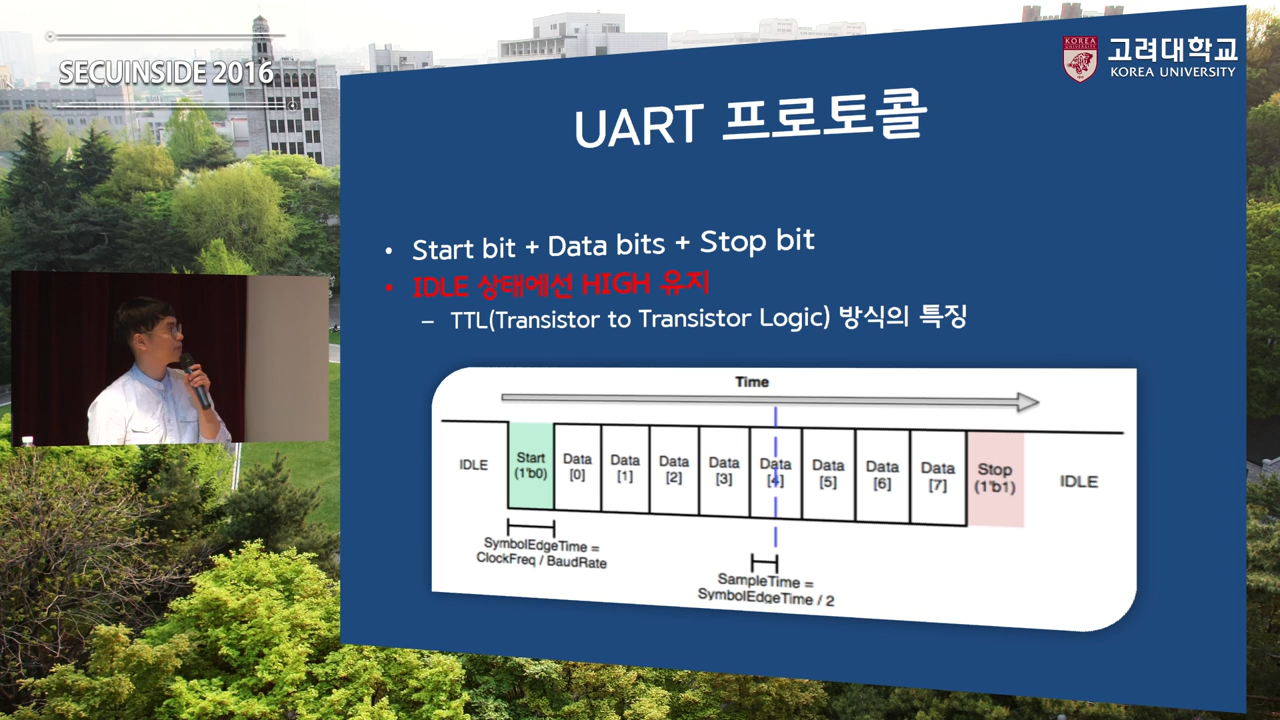 SECUINSIDE 2016
KOREA
고려대학교
KOREA UNIVERSITY
UART 프로토콜
• Start bit + Data bits + Stop bit
• IDLE 상태에선 HIGH 유지
– TTL(Transistor to Transistor Logic) 방식의 특징
Time
IDLE
Start
(1'b0)
Data
[0]
Data
[1]
Data
[2]
Data
[3]
Data
[4]
Data
[5]
Data
[6]
Data
[7]
Stop
(1'b1)
IDLE
SymbolEdgeTime =
ClockFreq / BaudRate
SampleTime =
SymbolEdgeTime / 2